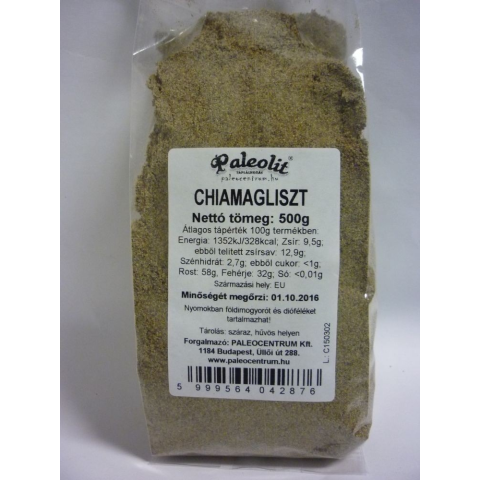 Paleolit®
TÁPLÁLKOZÁS
paleocentrum.hu
CHIAMAGLISZT
Nettó tömeg: 500g
Átlagos tápérték 100g termékben:
Energia: 1352kJ/328kcal; Zsír: 9,5g;
ebből telített zsírsav: 12,9g;
Szénhidrát: 2,7g; ebből cukor: <1g;
Rost: 58g, Fehérje: 32g; Só: <0,01g
Származási hely: EU
Minőségét megőrzi: 01.10.2016
Nyomokban földimogyorót és dióféléket
tartalmazhat!
Tárolás: száraz, hűvös helyen
Forgalmazó: PALEOCENTRUM Kft.
1184 Budapest, Üllői út 288.
www.paleocentrum.hu
L.: C150302
5 999564 042876